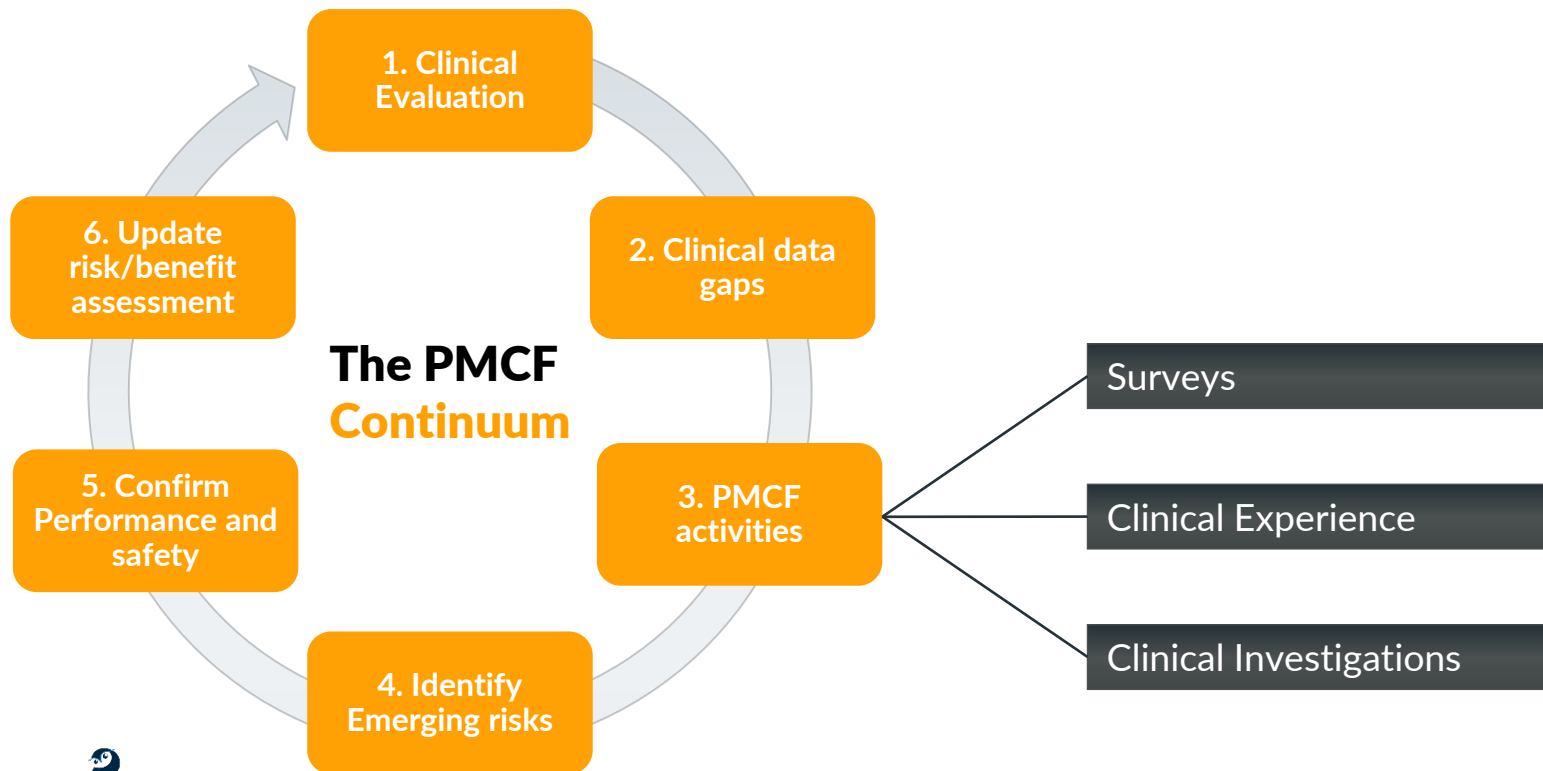 1. Clinical
Evaluation
2. Clinical data
gaps
3. PMCF
activities
4. Identify
Emerging risks
5. Confirm
Performance and
safety
6. Update
risk/benefit
assessment
The PMCF
Continuum
Surveys
Clinical Experience
Clinical Investigations